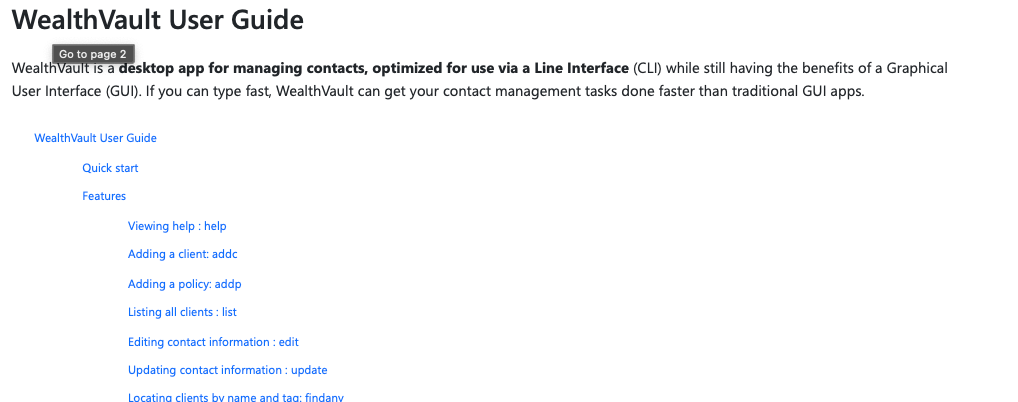 WealthVault User Guide
Go to page 2
WealthVault is a desktop app for managing contacts, optimized for use via a Line Interface (CLI) while still having the benefits of a Graphical
User Interface (GUI). If you can type fast, WealthVault can get your contact management tasks done faster than traditional GUI apps.
WealthVault User Guide
Quick start
Features
Viewing help : help
Adding a client: addc
Adding a policy: addp
Listing all clients : list
Editing contact information : edit
Updating contact information : update
Locating clients by name and tag: findany